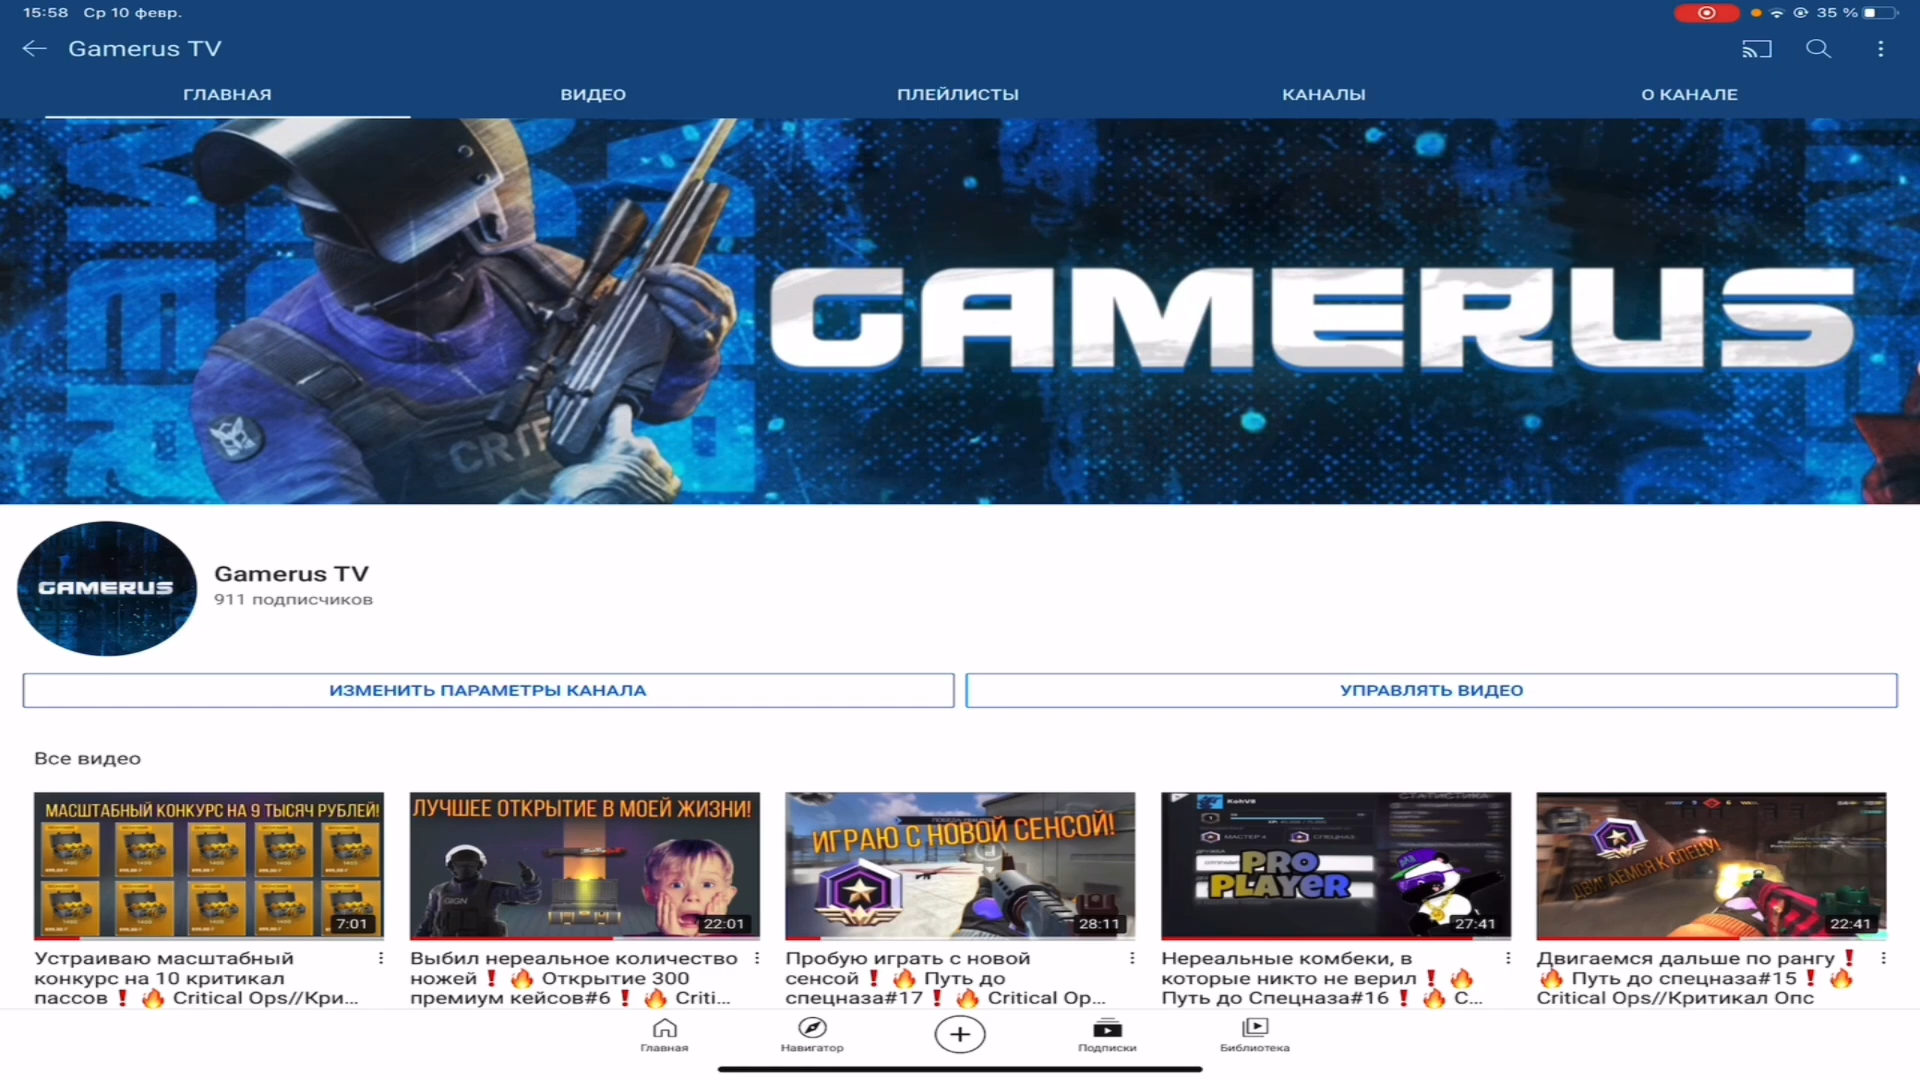 15:58 Ср 10 февр.
35 %
Gamerus TV
ГЛАВНАЯ
ВИДЕО
ПЛЕЙЛИСТЫ
КАНАЛЫ
О КАНАЛЕ
GAMERUS
GAMERUS
Gamerus TV
911 подписчиков
ИЗМЕНИТЬ ПАРАМЕТРЫ КАНАЛА
УПРАВЛЯТЬ ВИДЕО
Все видео
МАСШТАБНЫЙ КОНКУРС НА 9 ТЫСЯЧ РУБЛЕЙ!
7:01
ЛУЧШЕЕ ОТКРЫТИЕ В МОЕЙ ЖИЗНИ!
GIGN
22:01
ИГРАЮ С НОВОЙ СЕНСОЙ!
28:11
СТАТИСТИКА
PRO
PLAYER
27:41
ДВИГАЕМСЯ К СПЕЦУ!
22:41
Устраиваю масштабный
конкурс на 10 критикал
пассов❗🔥 Critical Ops//Кри...
Выбил нереальное количество
ножей❗🔥 Открытие 300
премиум кейсов#6❗🔥 Criti...
Пробую играть с новой
сенсой❗🔥 Путь до
спецназа#17❗🔥 Critical Op...
Нереальные комбеки, в
которые никто не верил❗🔥
Путь до Спецназа#16❗🔥 C...
Двигаемся дальше по рангу❗
🔥 Путь до спецназа#15❗🔥
Critical Ops//Критикал Опс
Главная
Навигатор
Подписки
Библиотека